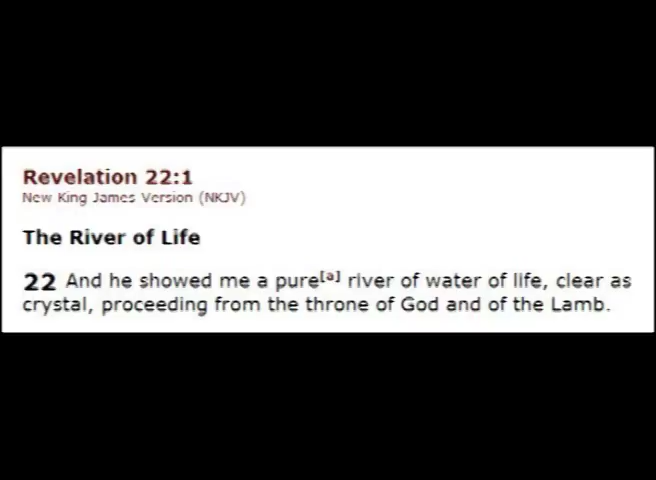 Revelation 22:1
New King James Version (NKJV)
The River of Life
22 And he showed me a pure[a] river of water of life, clear as
crystal, proceeding from the throne of God and of the Lamb.